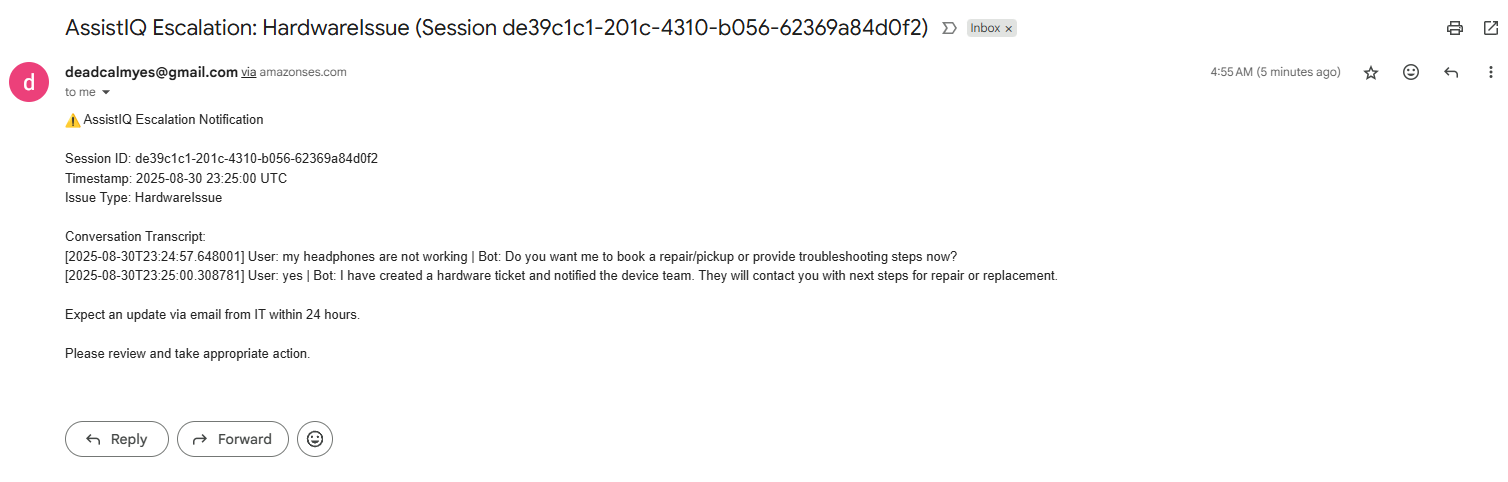 AssistIQ Escalation: HardwareIssue (Session de39c1c1-201c-4310-b056-62369a84d0f2) Inbox ×
d
deadcalmyes@gmail.com via amazonses.com 4:55 AM (5 minutes ago)
to me
⚠️ AssistIQ Escalation Notification
Session ID: de39c1c1-201c-4310-b056-62369a84d0f2
Timestamp: 2025-08-30 23:25:00 UTC
Issue Type: HardwareIssue
Conversation Transcript:
[2025-08-30T23:24:57.648001] User: my headphones are not working | Bot: Do you want me to book a repair/pickup or provide troubleshooting steps now?
[2025-08-30T23:25:00.308781] User: yes | Bot: I have created a hardware ticket and notified the device team. They will contact you with next steps for repair or replacement.
Expect an update via email from IT within 24 hours.
Please review and take appropriate action.
Reply Forward